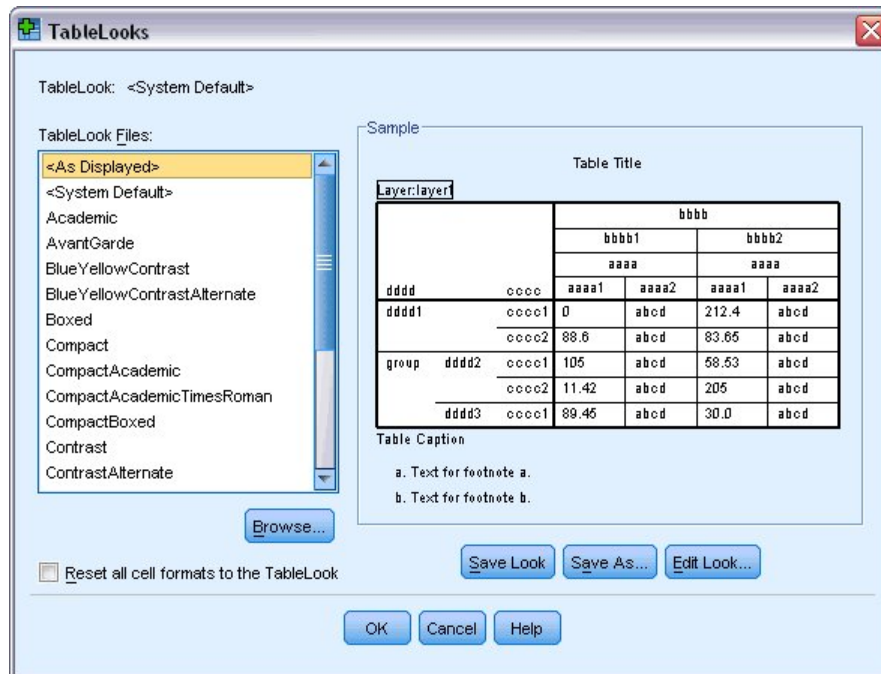 TableLooks
TableLook: <System Default>
TableLook Files:
<As Displayed>
<System Default>
Academic
AvantGarde
BlueYellowContrast
BlueYellowContrastAlternate
Boxed
Compact
CompactAcademic
CompactAcademicTimesRoman
CompactBoxed
Contrast
ContrastAlternate
Browse...
Reset all cell formats to the TableLook
Sample
Table Title
Layer:layer1
bbbb
bbbb1 bbbb2
aaaa aaaa
dddd cccc aaaa1 aaaa2 aaaa1 aaaa2
dddd1 cccc1 0 abcd 212.4 abcd
cccc2 88.6 abcd 83.65 abcd
group dddd2 cccc1 105 abcd 58.53 abcd
cccc2 11.42 abcd 205 abcd
dddd3 cccc1 89.45 abcd 30.0 abcd
Table Caption
a. Text for footnote a.
b. Text for footnote b.
Save Look Save As... Edit Look...
OK Cancel Help